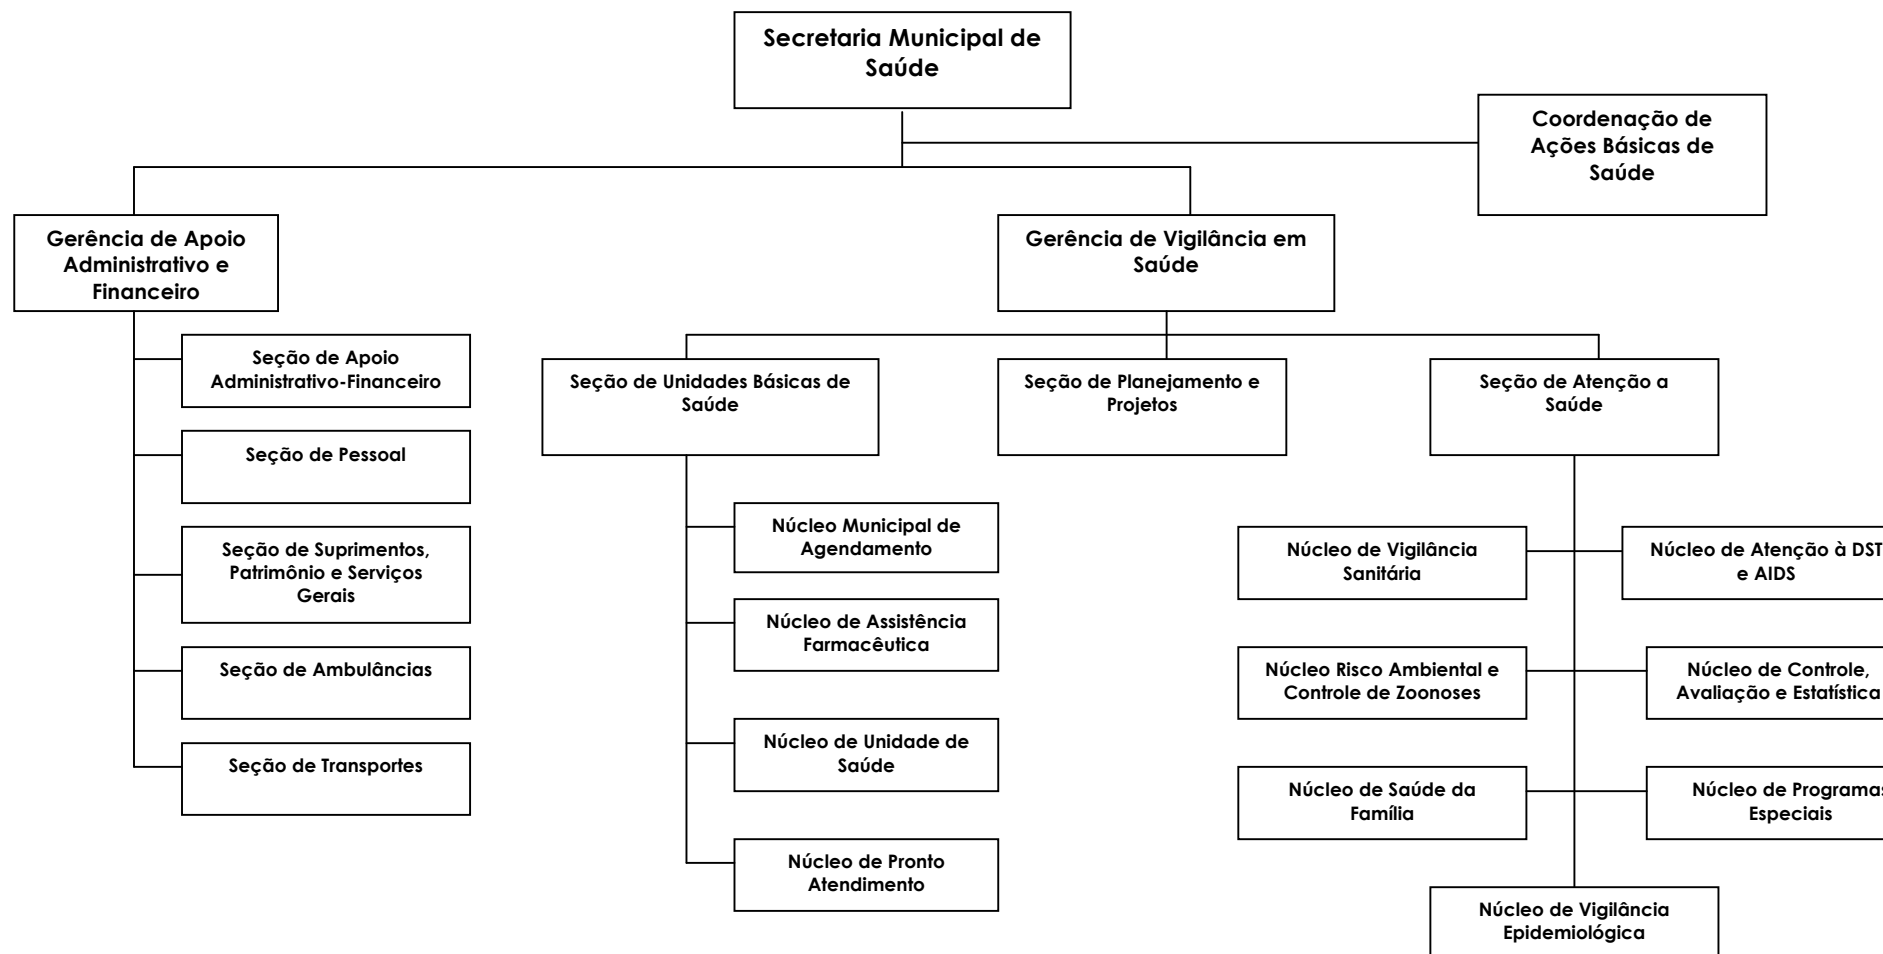 Secretaria Municipal de
Saúde
Coordenação de
Ações Básicas de
Saúde
Gerência de Apoio
Administrativo e
Financeiro
Gerência de Vigilância em
Saúde
Seção de Apoio
Administrativo-Financeiro
Seção de Pessoal
Seção de Suprimentos,
Patrimônio e Serviços
Gerais
Seção de Ambulâncias
Seção de Transportes
Seção de Unidades Básicas de
Saúde
Seção de Planejamento e
Projetos
Seção de Atenção a
Saúde
Núcleo Municipal de
Agendamento
Núcleo de Assistência
Farmacêutica
Núcleo de Unidade de
Saúde
Núcleo de Pronto
Atendimento
Núcleo de Vigilância
Sanitária
Núcleo de Atenção à DST
e AIDS
Núcleo Risco Ambiental e
Controle de Zoonoses
Núcleo de Controle,
Avaliação e Estatística
Núcleo de Saúde da
Família
Núcleo de Programas
Especiais
Núcleo de Vigilância
Epidemiológica